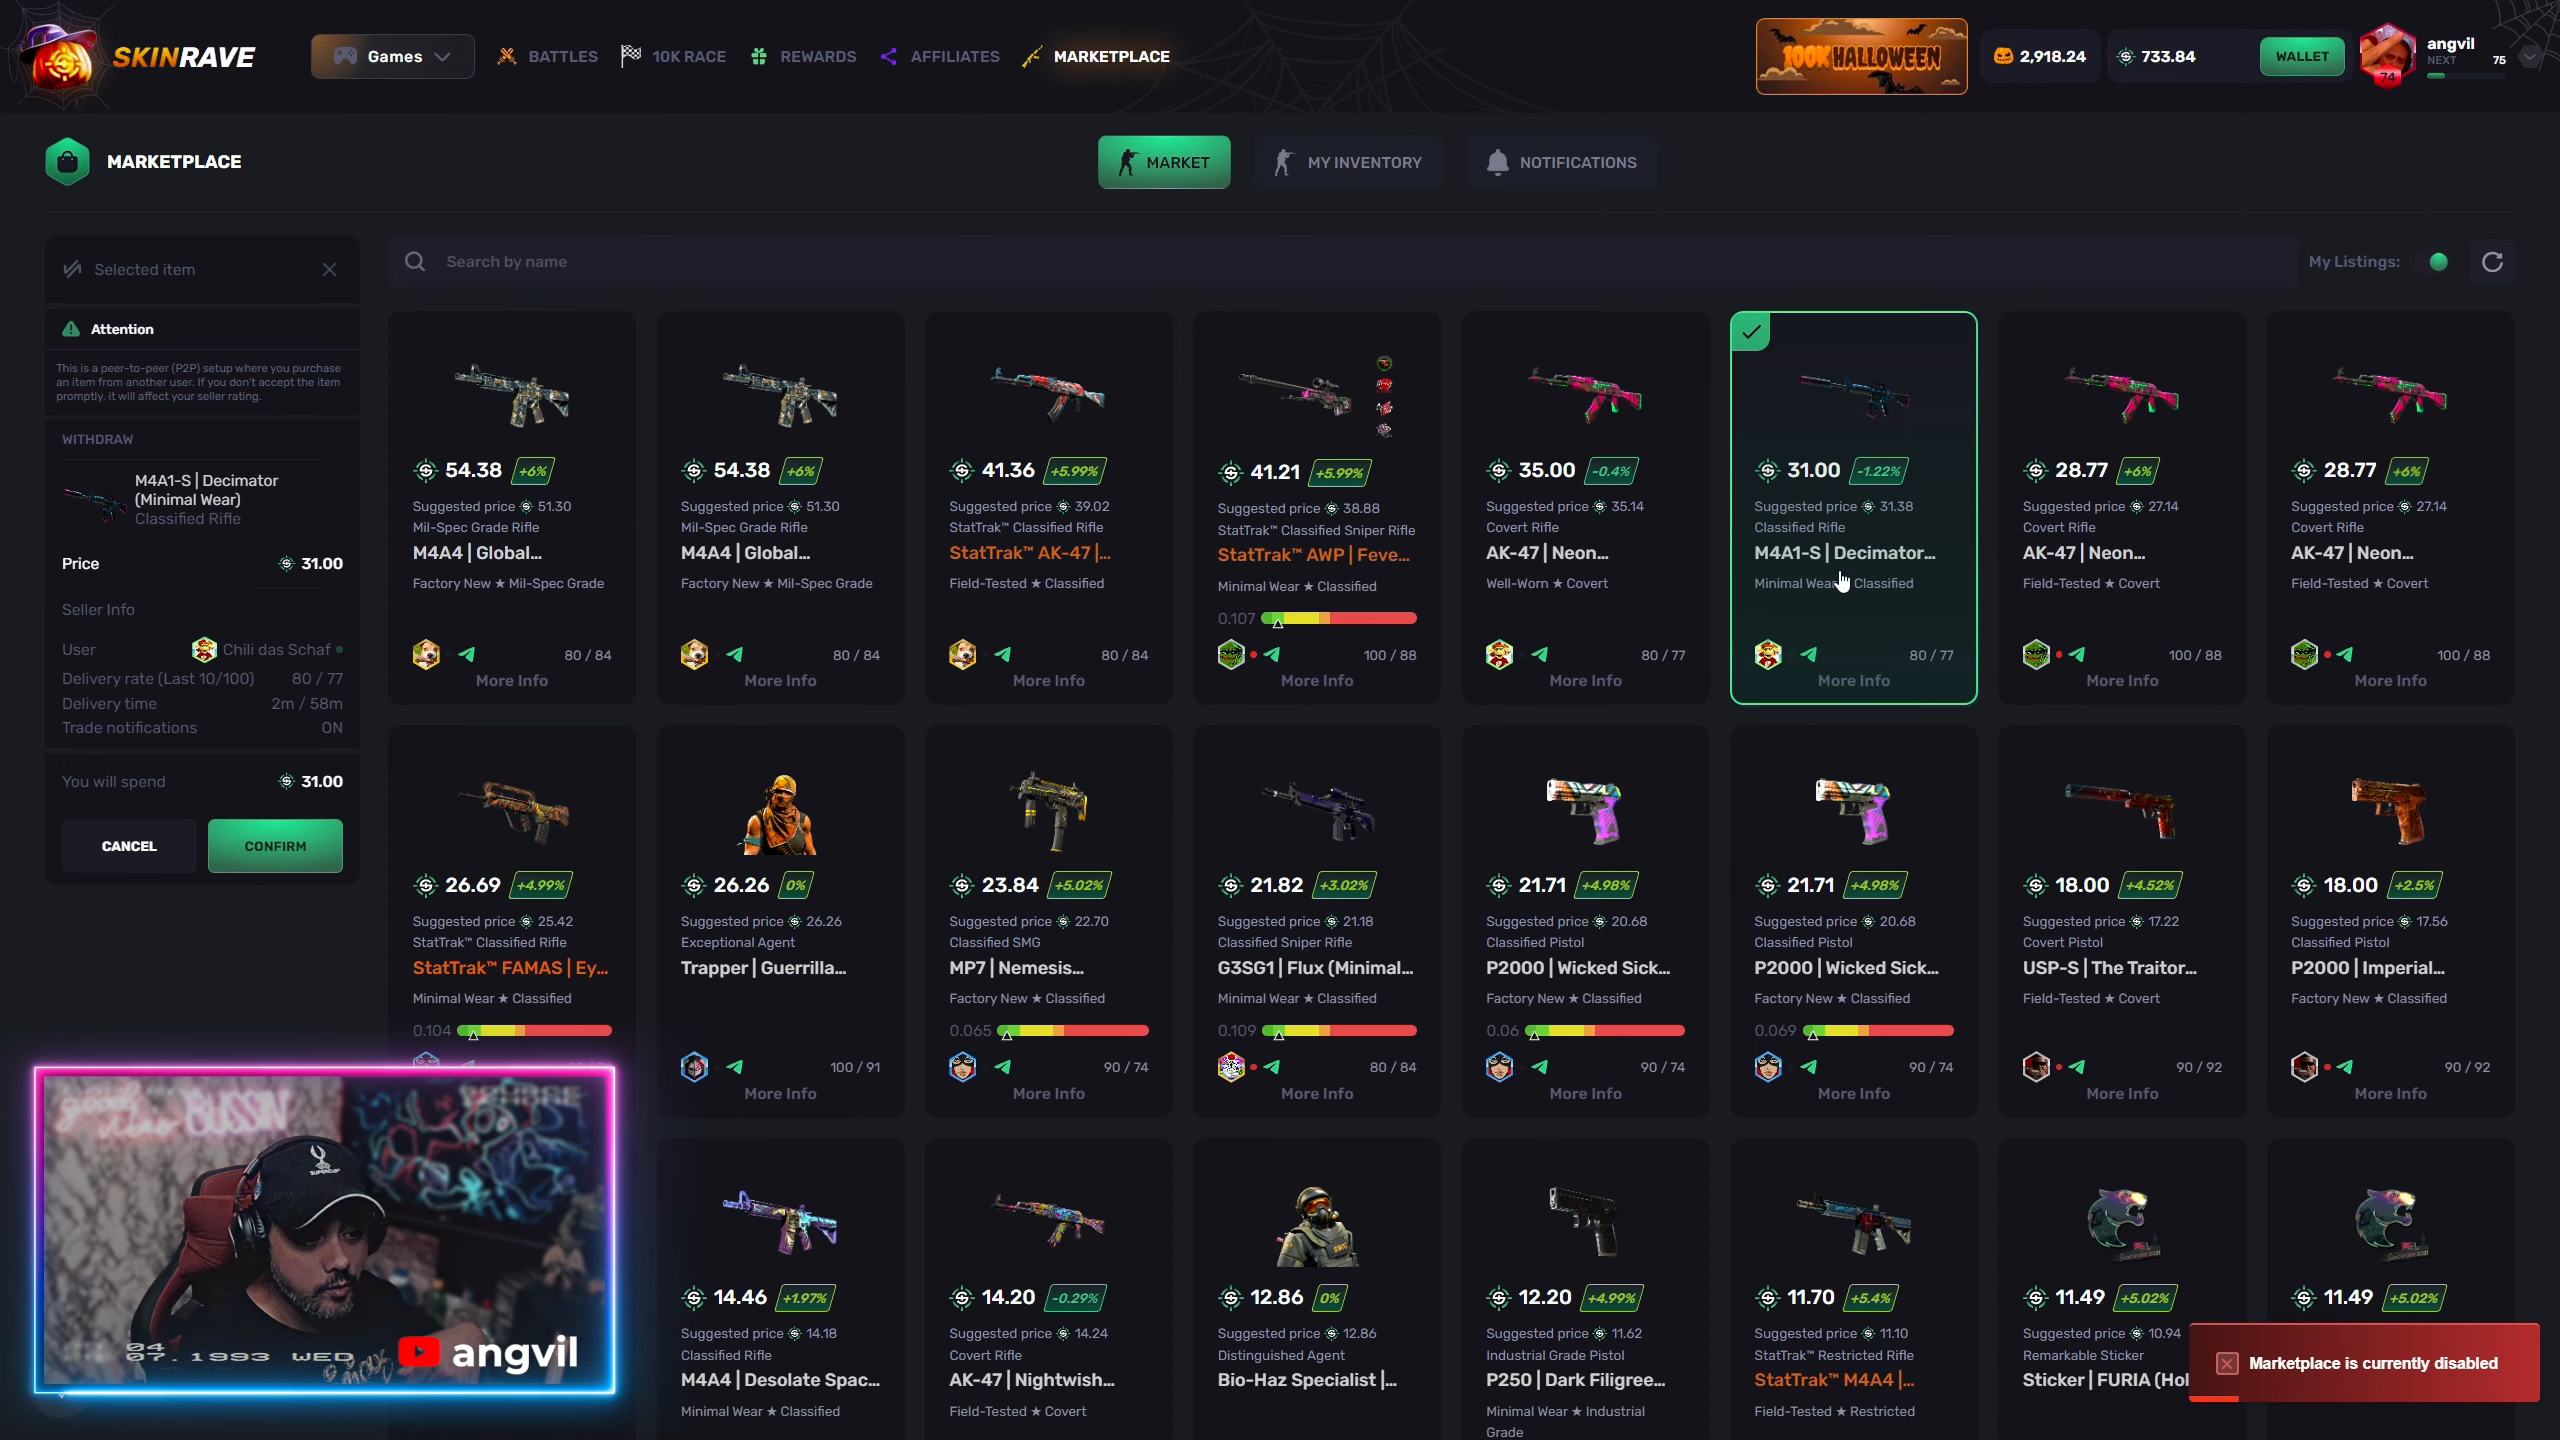 SKINRAVE
Games
BATTLES
10K RACE
REWARDS
AFFILIATES
MARKETPLACE
100K HALLOWEEN
2,918.24
733.84
WALLET
74
angvil
NEXT 75
MARKETPLACE
MARKET
MY INVENTORY
NOTIFICATIONS
Selected item
Attention
This is a peer-to-peer (P2P) setup where you purchase
an item from another user. If you don't accept the item
promptly, it will affect your seller rating.
WITHDRAW
M4A1-S | Decimator
(Minimal Wear)
Classified Rifle
Price 31.00
Seller Info
User Chili das Schaf
Delivery rate (Last 10/100) 80 / 77
Delivery time 2m / 58m
Trade notifications ON
You will spend 31.00
CANCEL CONFIRM
Search by name
My Listings:
54.38 +6%
Suggested price 51.30
Mil-Spec Grade Rifle
M4A4 | Global...
Factory New ★ Mil-Spec Grade
80 / 84
More Info
54.38 +6%
Suggested price 51.30
Mil-Spec Grade Rifle
M4A4 | Global...
Factory New ★ Mil-Spec Grade
80 / 84
More Info
41.36 +5.99%
Suggested price 39.02
StatTrak™ Classified Rifle
StatTrak™ AK-47 |...
Field-Tested ★ Classified
80 / 84
More Info
41.21 +5.99%
Suggested price 38.88
StatTrak™ Classified Sniper Rifle
StatTrak™ AWP | Feve...
Minimal Wear ★ Classified
0.107
100 / 88
More Info
35.00 -0.4%
Suggested price 35.14
Covert Rifle
AK-47 | Neon...
Well-Worn ★ Covert
80 / 77
More Info
31.00 -1.22%
Suggested price 31.38
Classified Rifle
M4A1-S | Decimator...
Minimal Wear Classified
80 / 77
More Info
28.77 +6%
Suggested price 27.14
Covert Rifle
AK-47 | Neon...
Field-Tested ★ Covert
100 / 88
More Info
28.77 +6%
Suggested price 27.14
Covert Rifle
AK-47 | Neon...
Field-Tested ★ Covert
100 / 88
More Info
26.69 +4.99%
Suggested price 25.42
StatTrak™ Classified Rifle
StatTrak™ FAMAS | Ey...
Minimal Wear ★ Classified
0.104
26.26 0%
Suggested price 26.26
Exceptional Agent
Trapper | Guerrilla...
100 / 91
More Info
23.84 +5.02%
Suggested price 22.70
Classified SMG
MP7 | Nemesis...
Factory New ★ Classified
0.065
90 / 74
More Info
21.82 +3.02%
Suggested price 21.18
Classified Sniper Rifle
G3SG1 | Flux (Minimal...
Minimal Wear ★ Classified
0.109
80 / 84
More Info
21.71 +4.98%
Suggested price 20.68
Classified Pistol
P2000 | Wicked Sick...
Factory New ★ Classified
0.06
90 / 74
More Info
21.71 +4.98%
Suggested price 20.68
Classified Pistol
P2000 | Wicked Sick...
Factory New ★ Classified
0.069
90 / 74
More Info
18.00 +4.52%
Suggested price 17.22
Covert Pistol
USP-S | The Traitor...
Field-Tested ★ Covert
90 / 92
More Info
18.00 +2.5%
Suggested price 17.56
Classified Pistol
P2000 | Imperial...
Factory New ★ Classified
90 / 92
More Info
14.46 +1.97%
Suggested price 14.18
Classified Rifle
M4A4 | Desolate Spac...
Minimal Wear ★ Classified
14.20 -0.29%
Suggested price 14.24
Covert Rifle
AK-47 | Nightwish...
Field-Tested ★ Covert
12.86 0%
Suggested price 12.86
Distinguished Agent
Bio-Haz Specialist |...
12.20 +4.99%
Suggested price 11.62
Industrial Grade Pistol
P250 | Dark Filigree...
Minimal Wear ★ Industrial
Grade
11.70 +5.4%
Suggested price 11.10
StatTrak™ Restricted Rifle
StatTrak™ M4A4 |...
Field-Tested ★ Restricted
11.49 +5.02%
Suggested price 10.94
Remarkable Sticker
Sticker | FURIA (Hol
11.49 +5.02%
Marketplace is currently disabled
good
BUSSIN'
04
07.1993 WED
angvil